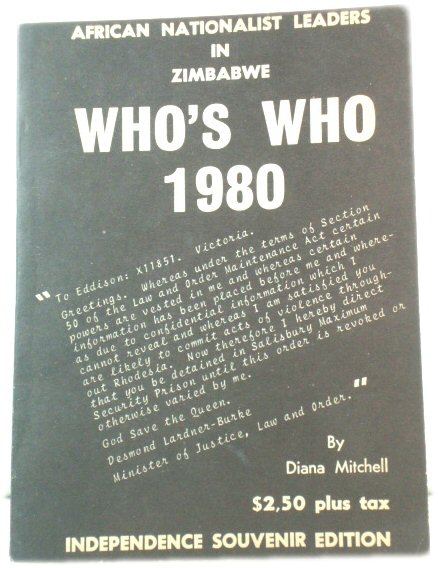 AFRICAN NATIONALIST LEADERS
IN
ZIMBABWE
WHO'S WHO
1980
"To Eddison: X11851. Victoria.
Greetings. Whereas under the terms of Section
50 of the Law and Order Maintenance Act certain
powers are vested in me and whereas certain
information has been placed before me and where-
as due to confidential information which I
cannot reveal and whereas I am satisfied you
are likely to commit acts of violence through-
out Rhodesia. Now therefore I hereby direct
that you be detained in Salisbury Maximum
Security Prison until this order is revoked or
otherwise varied by me.
God Save the Queen.
Desmond Lardner-Burke
Minister of Justice, Law and Order."
By
Diana Mitchell
$2,50 plus tax
INDEPENDENCE SOUVENIR EDITION